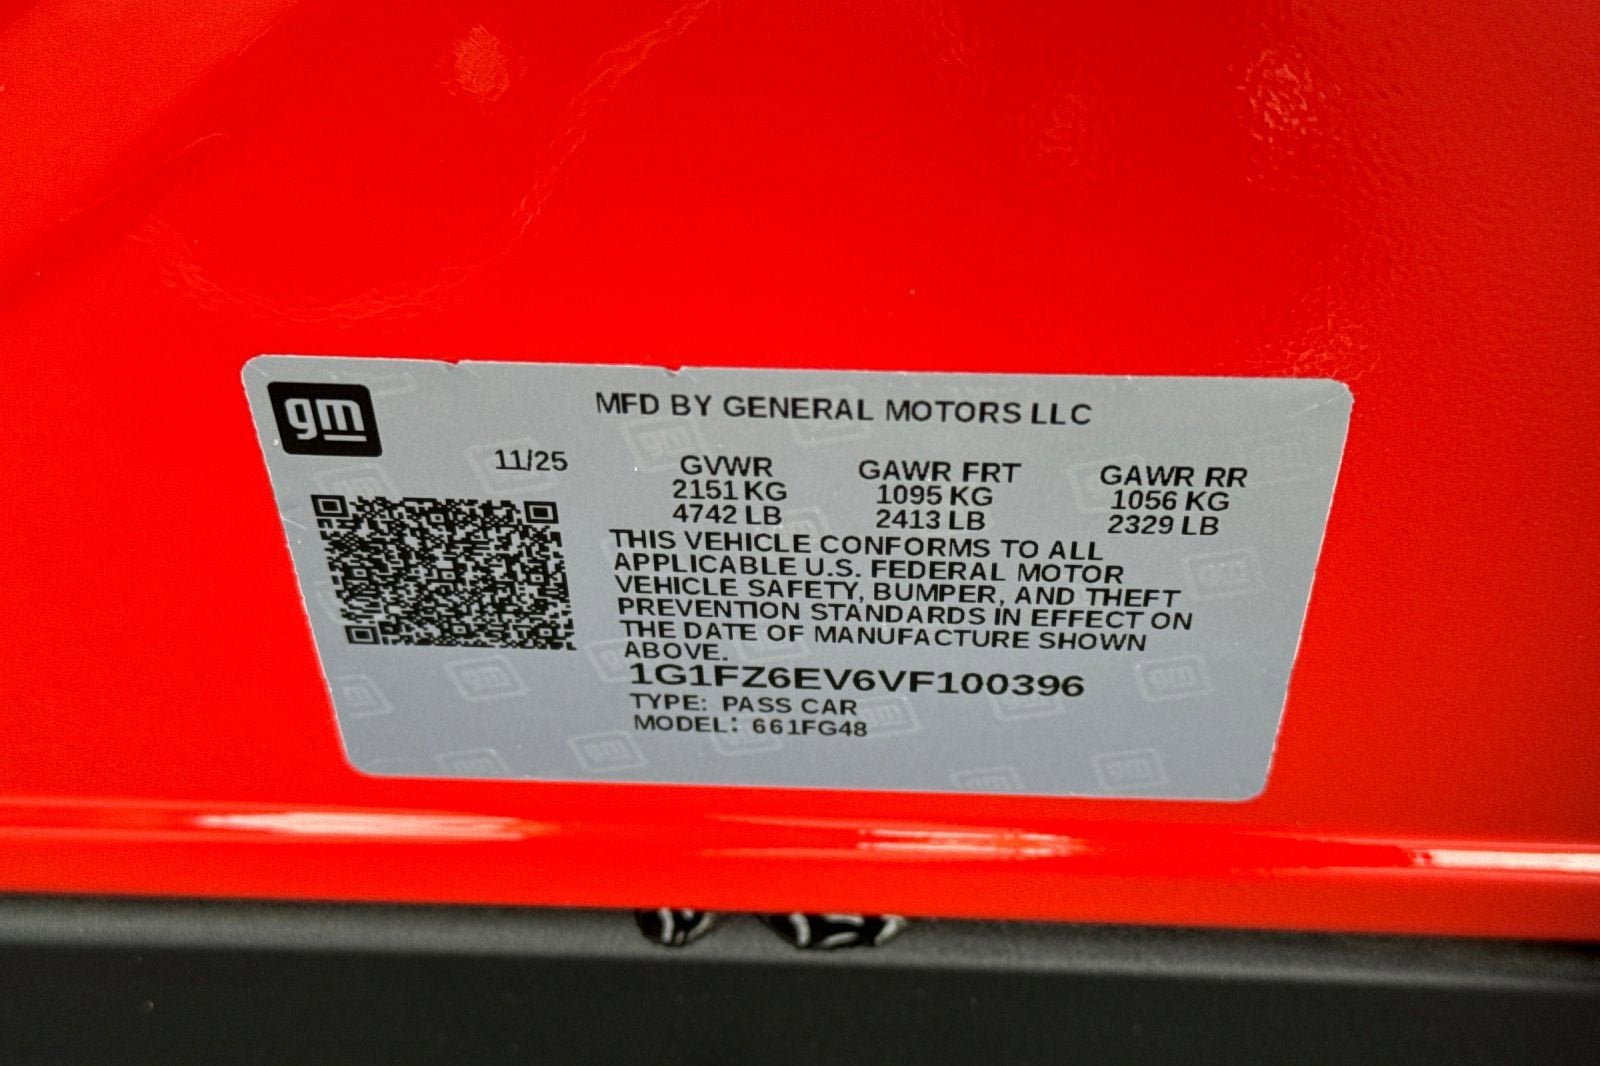 gm
MFD BY GENERAL MOTORS LLC
11/25
GVWR GAWR FRT GAWR RR
2151 KG 1095 KG 1056 KG
4742 LB 2413 LB 2329 LB
THIS VEHICLE CONFORMS TO ALL
APPLICABLE U.S. FEDERAL MOTOR
VEHICLE SAFETY, BUMPER, AND THEFT
PREVENTION STANDARDS IN EFFECT ON
THE DATE OF MANUFACTURE SHOWN
ABOVE.
1G1FZ6EV6VF100396
TYPE: PASS CAR
MODEL: 661FG48